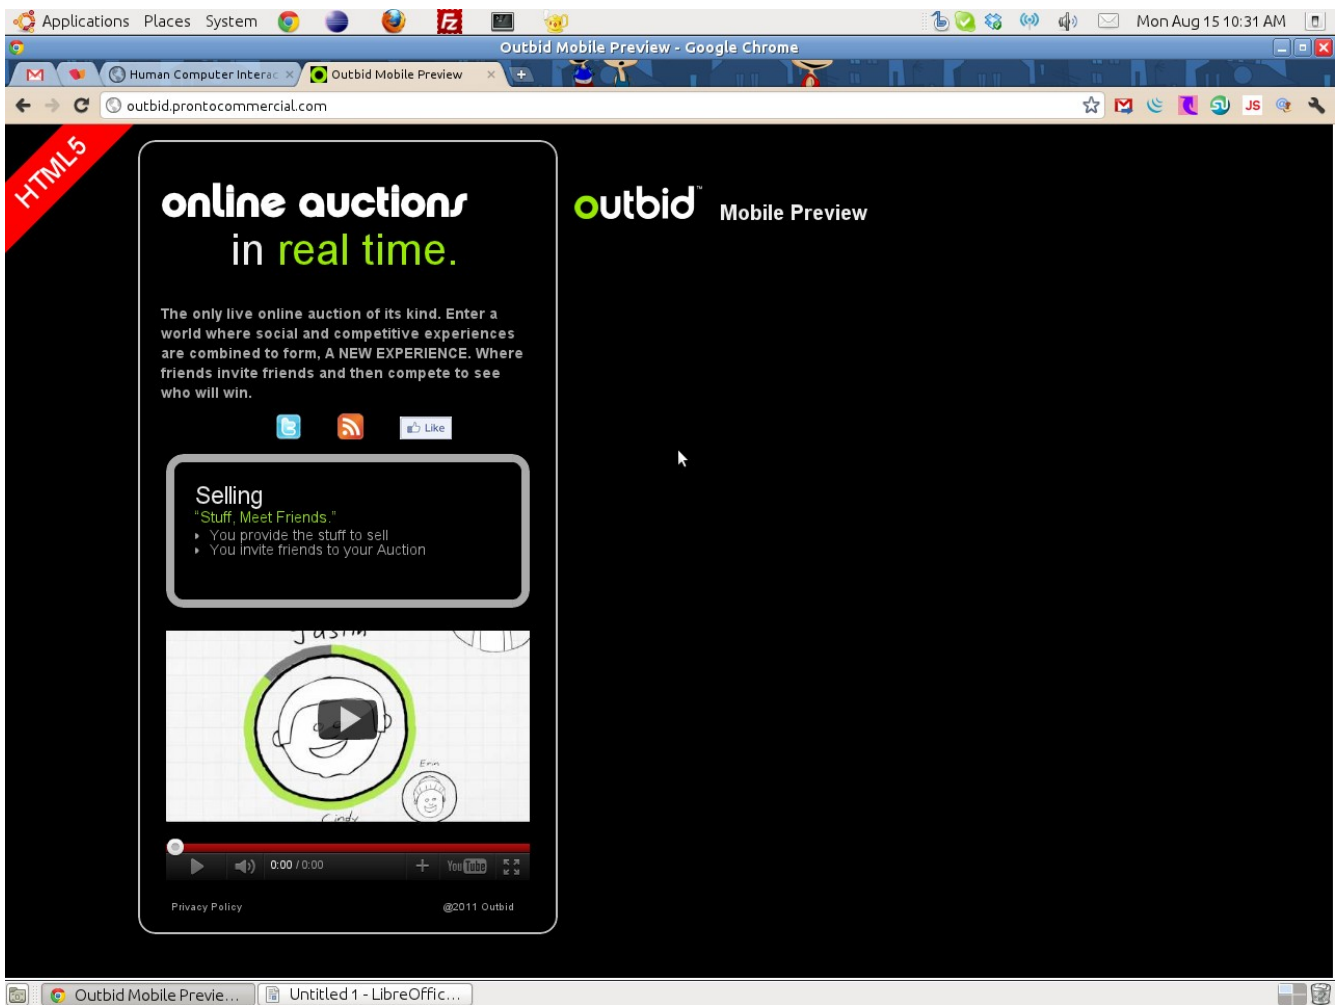 Applications Places System Mon Aug 15 10:31 AM
Outbid Mobile Preview - Google Chrome
Human Computer Interac Outbid Mobile Preview
outbid.prontocommercial.com
JS
HTML5
online auctions
in real time.
outbid™ Mobile Preview
The only live online auction of its kind. Enter a
world where social and competitive experiences
are combined to form, A NEW EXPERIENCE. Where
friends invite friends and then compete to see
who will win.
Like
Selling
“Stuff, Meet Friends.”
You provide the stuff to sell
You invite friends to your Auction
Justin
Erin
Cindy
0:00 / 0:00 YouTube
Privacy Policy @2011 Outbid
Outbid Mobile Previe... Untitled 1 - LibreOffic...